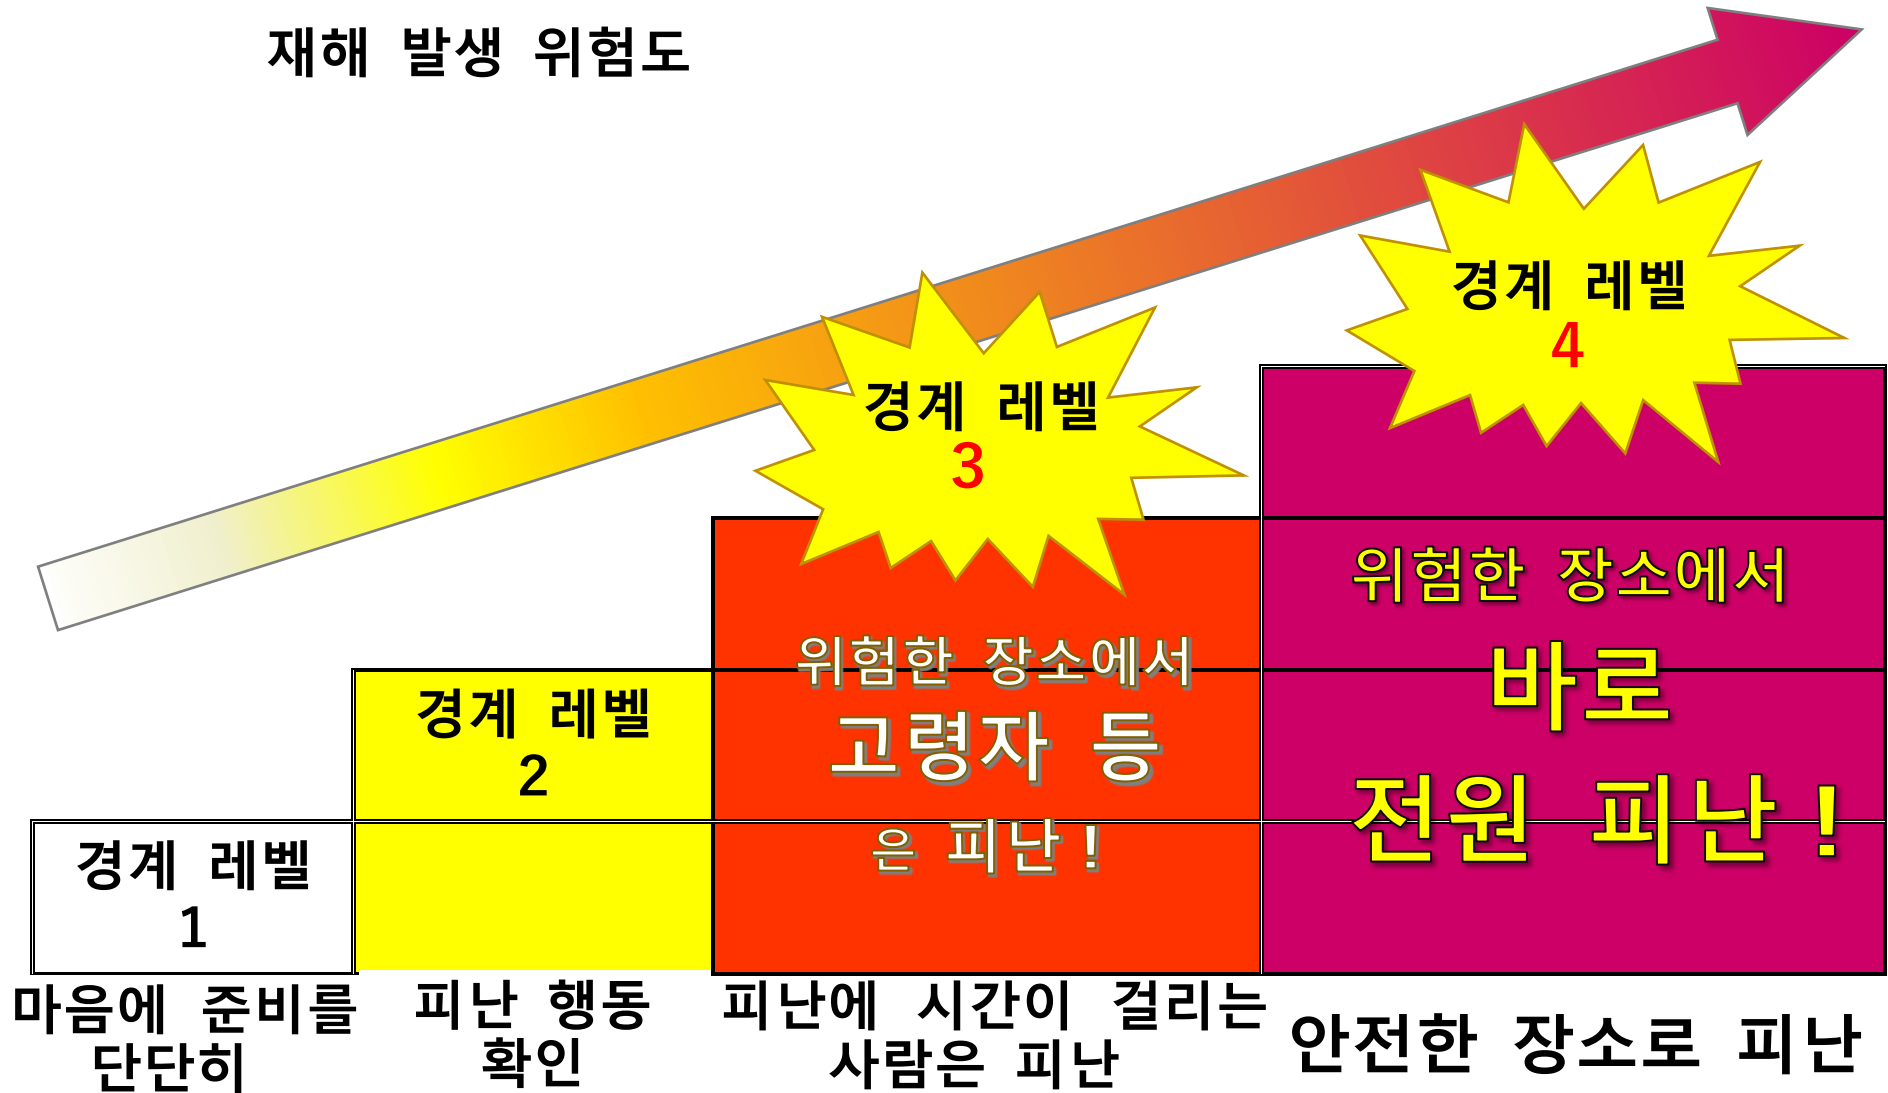 재해 발생 위험도
경계 레벨
1
마음에 준비를
단단히
경계 레벨
2
피난 행동
확인
경계 레벨
3
위험한 장소에서
고령자 등
은 피난!
피난에 시간이 걸리는
사람은 피난
경계 레벨
4
위험한 장소에서
바로
전원 피난!
안전한 장소로 피난